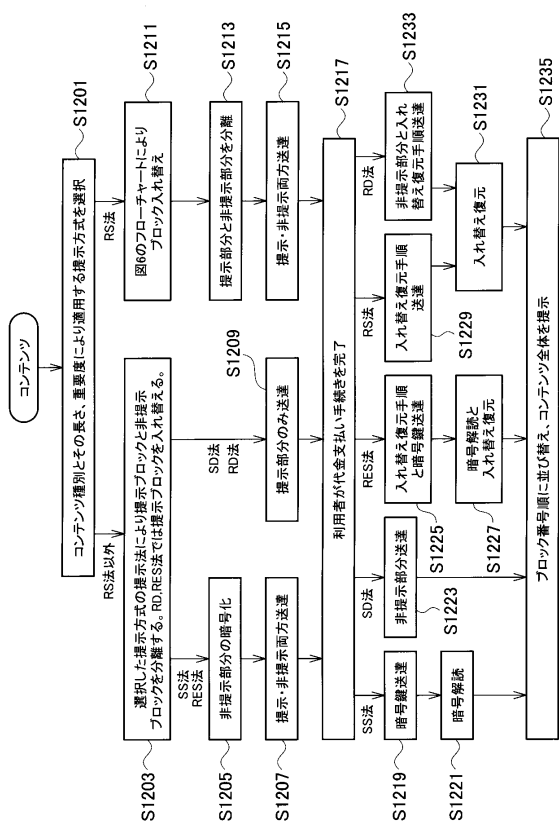 コンテンツ
コンテンツ種別とその長さ、重要度により適用する提示方式を選択
S1201
RS法以外
RS法
選択した提示方式の提示法により提示ブロックと非提示
ブロックを分離する。RD,RES法では提示ブロックを入れ替える。
S1203
図6のフローチャートにより
ブロック入れ替え
S1211
SS法
RES法
SD法
RD法
非提示部分の暗号化
S1205
提示部分と非提示部分を分離
S1213
提示・非提示両方送達
S1207
提示部分のみ送達
S1209
提示・非提示両方送達
S1215
利用者が代金支払い手続きを完了
S1217
SS法
SD法
RES法
RS法
RD法
暗号鍵送達
S1219
非提示部分送達
S1223
入れ替え復元手順
と暗号鍵送達
S1225
入れ替え復元手順
送達
S1229
非提示部分と入れ
替え復元手順送達
S1233
暗号解読
S1221
暗号解読と
入れ替え復元
S1227
入れ替え復元
S1231
ブロック番号順に並び替え、コンテンツ全体を提示
S1235